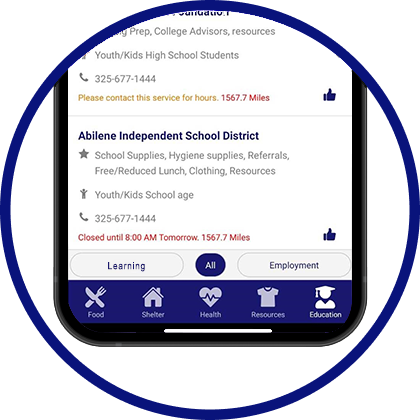 Prep, College Advisors, resources
Youth/Kids High School Students
325-677-1444
Please contact this service for hours. 1567.7 Miles
Abilene Independent School District
School Supplies, Hygiene supplies, Referrals,
Free/Reduced Lunch, Clothing, Resources
Youth/Kids School age
325-677-1444
Closed until 8:00 AM Tomorrow. 1567.7 Miles
Learning
All
Employment
Food
Shelter
Health
Resources
Education